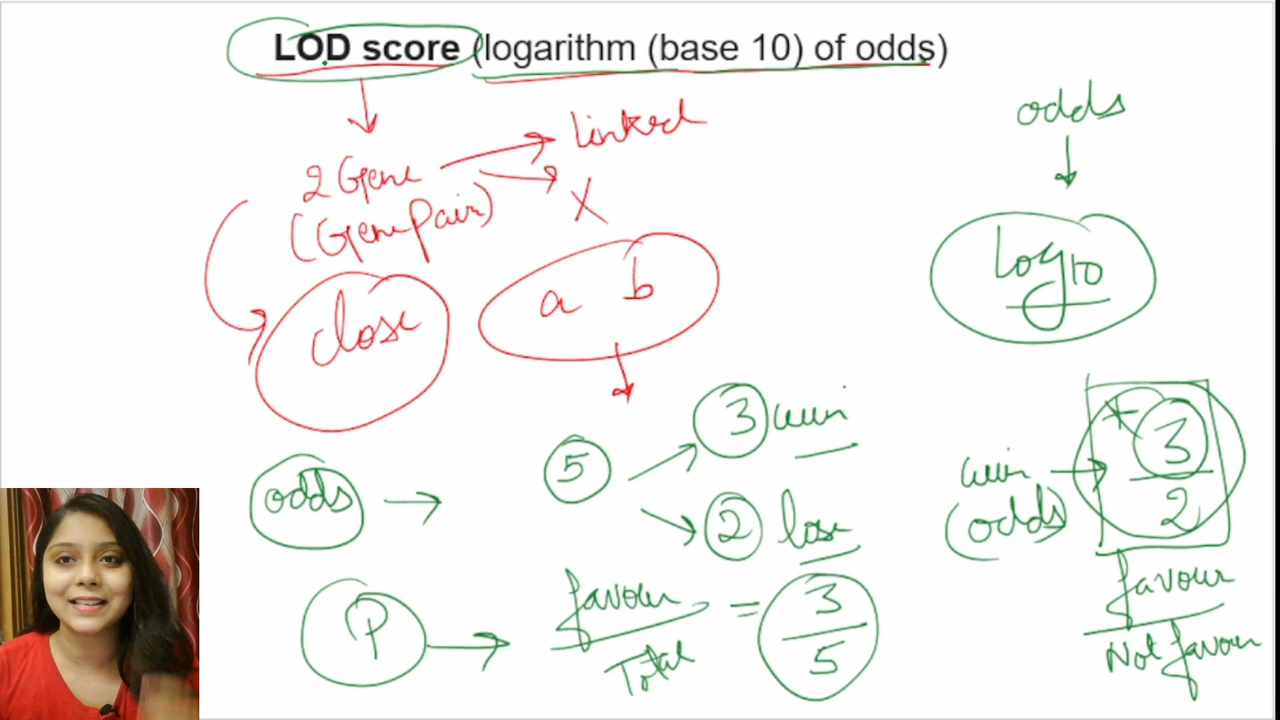 LOD score (logarithm (base 10) of odds)
odds
linked
2 Gene
(Gene Pair)
X
log10
close
a b
5
3 win
2 lose
odds
win
(odds)
+ 3
2
P
favour
Total
=
3
5
favour
Not favour